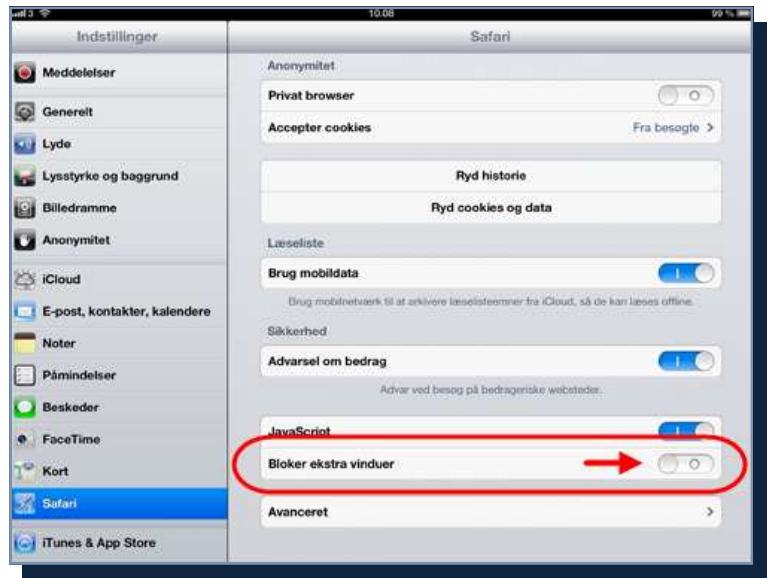 3 10.08 99 %
Indstillinger
Safari
Meddelelser
Generelt
Lyde
Lysstyrke og baggrund
Billedramme
Anonymitet
iCloud
E-post, kontakter, kalendere
Noter
Påmindelser
Beskeder
FaceTime
Kort
Safari
iTunes & App Store
Anonymitet
Privat browser
Accepter cookies Fra besøgte
Ryd historie
Ryd cookies og data
Læseliste
Brug mobildata
Brug mobilnetværk til at arkivere læselisteemner fra iCloud, så de kan læses offline.
Sikkerhed
Advarsel om bedrag
Advar ved besøg på bedrageriske websteder.
JavaScript
Bloker ekstra vinduer
Avanceret